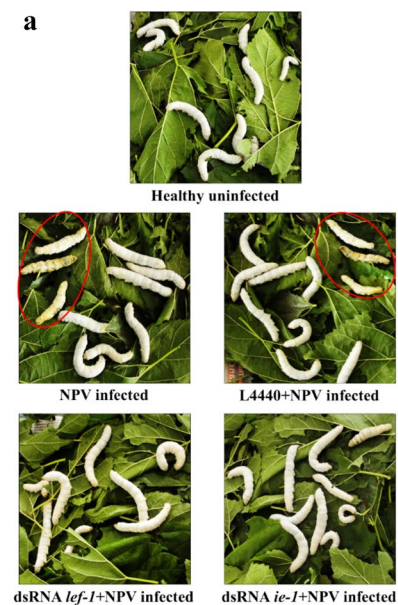 a
Healthy uninfected
NPV infected
L4440+NPV infected
dsRNA lef-1+NPV infected
dsRNA ie-1+NPV infected